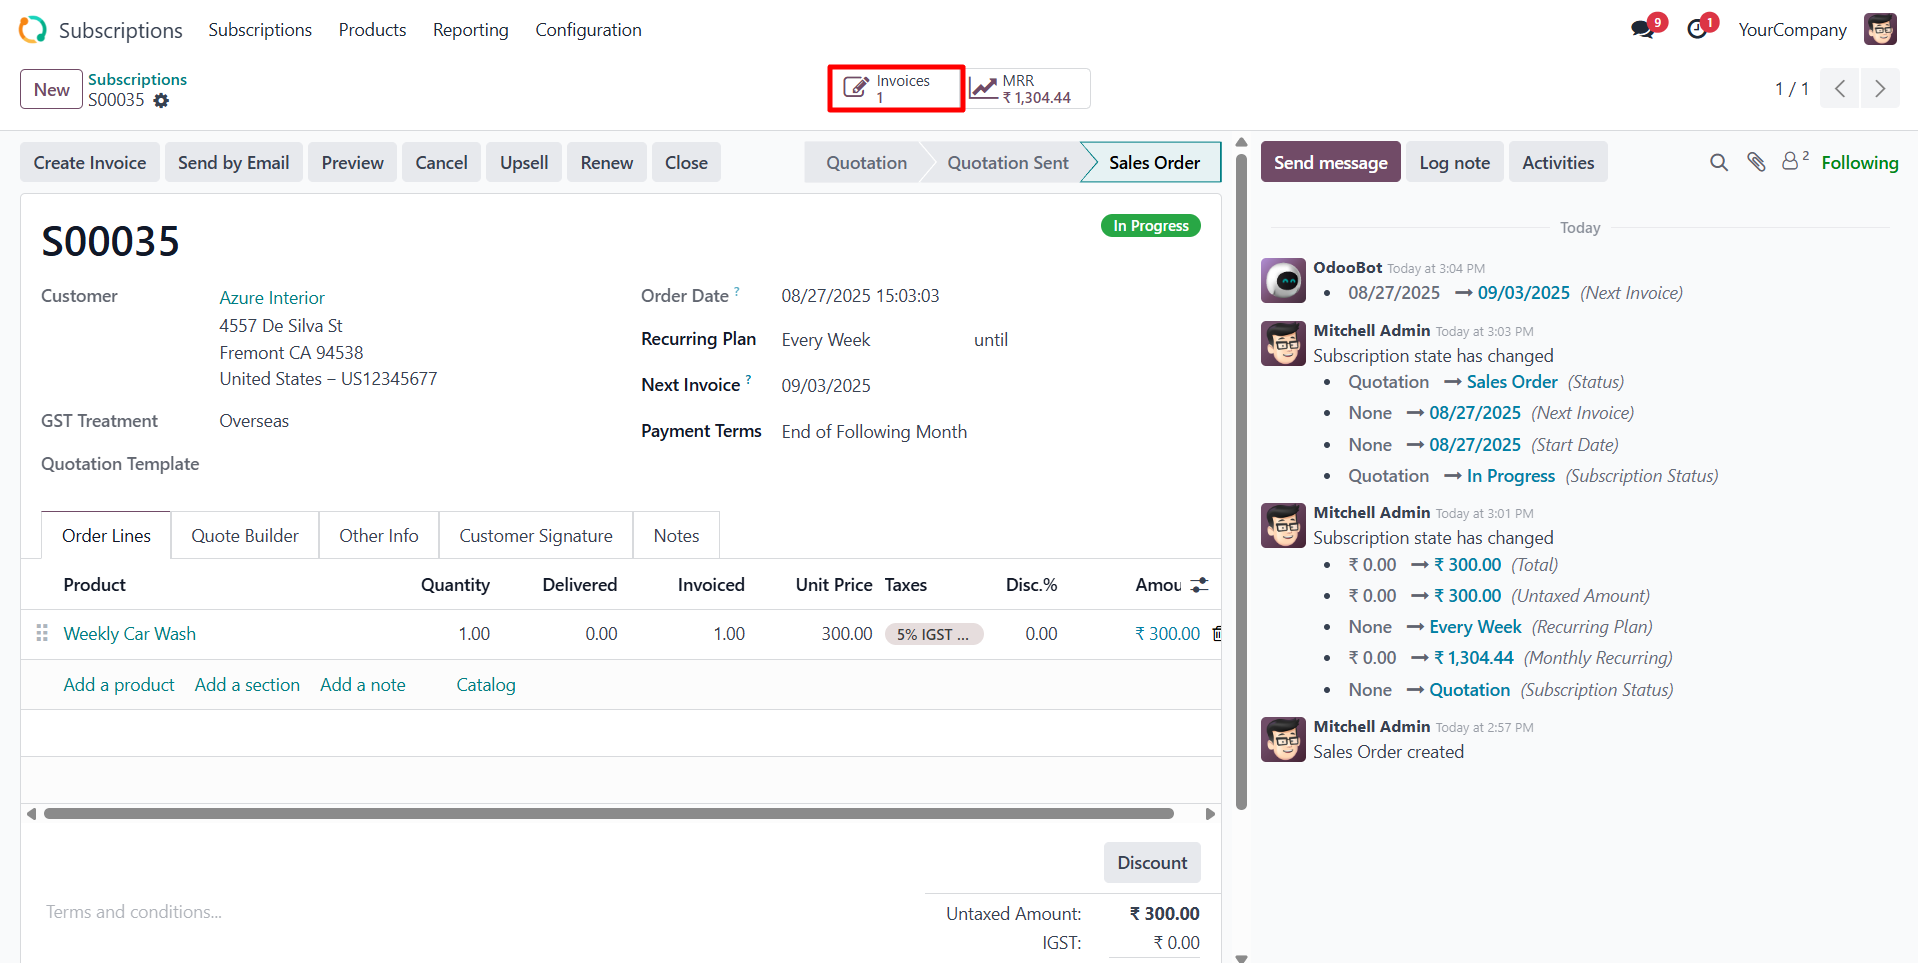 Subscriptions Subscriptions Products Reporting Configuration 9 1 YourCompany
New Subscriptions S00035
Invoices 1 MRR ₹ 1,304.44 1 / 1
Create Invoice Send by Email Preview Cancel Upsell Renew Close Quotation Quotation Sent Sales Order
S00035 In Progress
Customer Azure Interior
4557 De Silva St
Fremont CA 94538
United States – US12345677
GST Treatment Overseas
Quotation Template
Order Date ? 08/27/2025 15:03:03
Recurring Plan Every Week until
Next Invoice ? 09/03/2025
Payment Terms End of Following Month
Order Lines Quote Builder Other Info Customer Signature Notes
Product Quantity Delivered Invoiced Unit Price Taxes Disc.% Amou
Weekly Car Wash 1.00 0.00 1.00 300.00 5% IGST ... 0.00 ₹ 300.00
Add a product Add a section Add a note Catalog
Discount
Terms and conditions...
Untaxed Amount: ₹ 300.00
IGST: ₹ 0.00
Send message Log note Activities 2 Following
Today
OdooBot Today at 3:04 PM
• 08/27/2025 → 09/03/2025 (Next Invoice)
Mitchell Admin Today at 3:03 PM
Subscription state has changed
• Quotation → Sales Order (Status)
• None → 08/27/2025 (Next Invoice)
• None → 08/27/2025 (Start Date)
• Quotation → In Progress (Subscription Status)
Mitchell Admin Today at 3:01 PM
Subscription state has changed
• ₹ 0.00 → ₹ 300.00 (Total)
• ₹ 0.00 → ₹ 300.00 (Untaxed Amount)
• None → Every Week (Recurring Plan)
• ₹ 0.00 → ₹ 1,304.44 (Monthly Recurring)
• None → Quotation (Subscription Status)
Mitchell Admin Today at 2:57 PM
Sales Order created